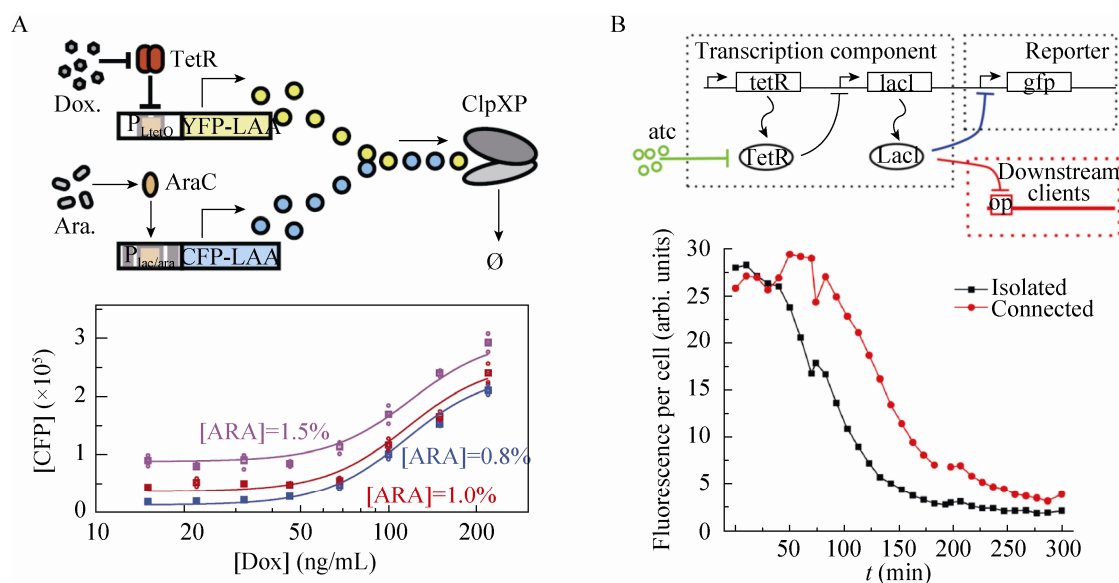 A
TetR
Dox.
PLtetO
YFP-LAA
ClpXP
AraC
Ara.
Plac/ara
CFP-LAA
Ø
[CFP] (×10⁵)
3
2
1
0
[ARA]=1.5%
[ARA]=0.8%
[ARA]=1.0%
10
20
100
200
[Dox] (ng/mL)
B
Transcription component
Reporter
tetR
lacI
gfp
atc
TetR
LacI
Downstream
clients
op
Fluorescence per cell (arbi. units)
30
25
20
15
10
5
0
Isolated
Connected
50
100
150
200
250
300
t (min)